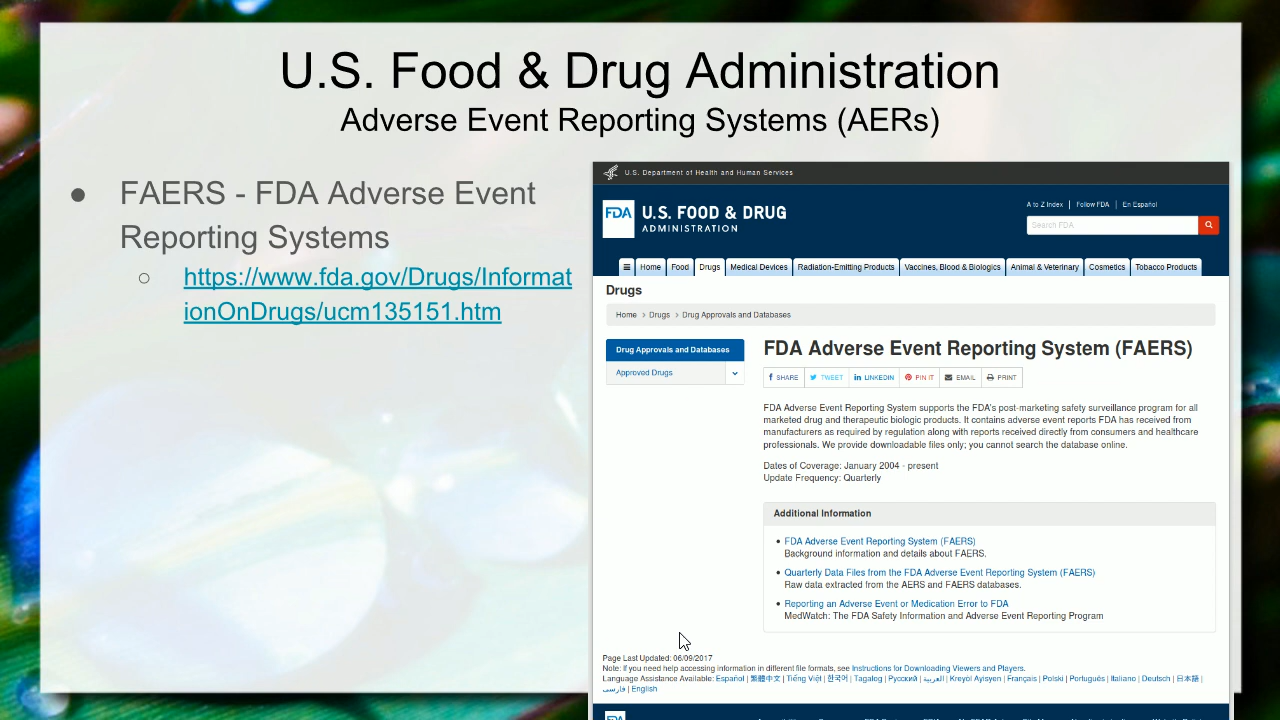 U.S. Food & Drug Administration
Adverse Event Reporting Systems (AERs)
● FAERS - FDA Adverse Event
Reporting Systems
○ https://www.fda.gov/Drugs/Informat
ionOnDrugs/ucm135151.htm
U.S. Department of Health and Human Services
FDA U.S. FOOD & DRUG
ADMINISTRATION
A to Z Index | Follow FDA | En Español
Search FDA
Home Food Drugs Medical Devices Radiation-Emitting Products Vaccines, Blood & Biologics Animal & Veterinary Cosmetics Tobacco Products
Drugs
Home > Drugs > Drug Approvals and Databases
Drug Approvals and Databases
Approved Drugs
FDA Adverse Event Reporting System (FAERS)
SHARE TWEET LINKEDIN PIN IT EMAIL PRINT
FDA Adverse Event Reporting System supports the FDA's post-marketing safety surveillance program for all
marketed drug and therapeutic biologic products. It contains adverse event reports FDA has received from
manufacturers as required by regulation along with reports received directly from consumers and healthcare
professionals. We provide downloadable files only; you cannot search the database online.
Dates of Coverage: January 2004 - present
Update Frequency: Quarterly
Additional Information
• FDA Adverse Event Reporting System (FAERS)
Background information and details about FAERS.
• Quarterly Data Files from the FDA Adverse Event Reporting System (FAERS)
Raw data extracted from the AERS and FAERS databases.
• Reporting an Adverse Event or Medication Error to FDA
MedWatch: The FDA Safety Information and Adverse Event Reporting Program
Page Last Updated: 06/09/2017
Note: If you need help accessing information in different file formats, see Instructions for Downloading Viewers and Players.
Language Assistance Available: Español | 繁體中文 | Tiếng Việt | 한국어 | Tagalog | Русский | العربية | Kreyòl Ayisyen | Français | Polski | Português | Italiano | Deutsch | 日本語 |
فارسی | English
FDA